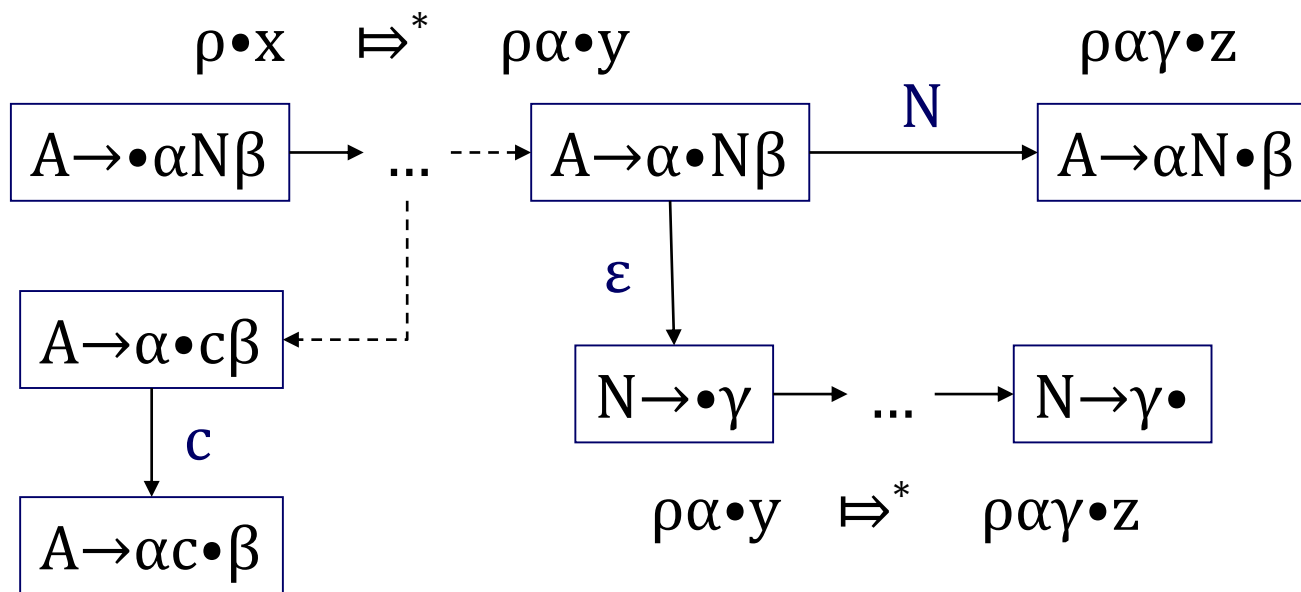 ρ•x ⤇* ρα•y ραγ•z
N
A→•αNβ ... A→α•Nβ A→αN•β
ε
A→α•cβ
N→•γ ... N→γ•
c
ρα•y ⤇* ραγ•z
A→αc•β